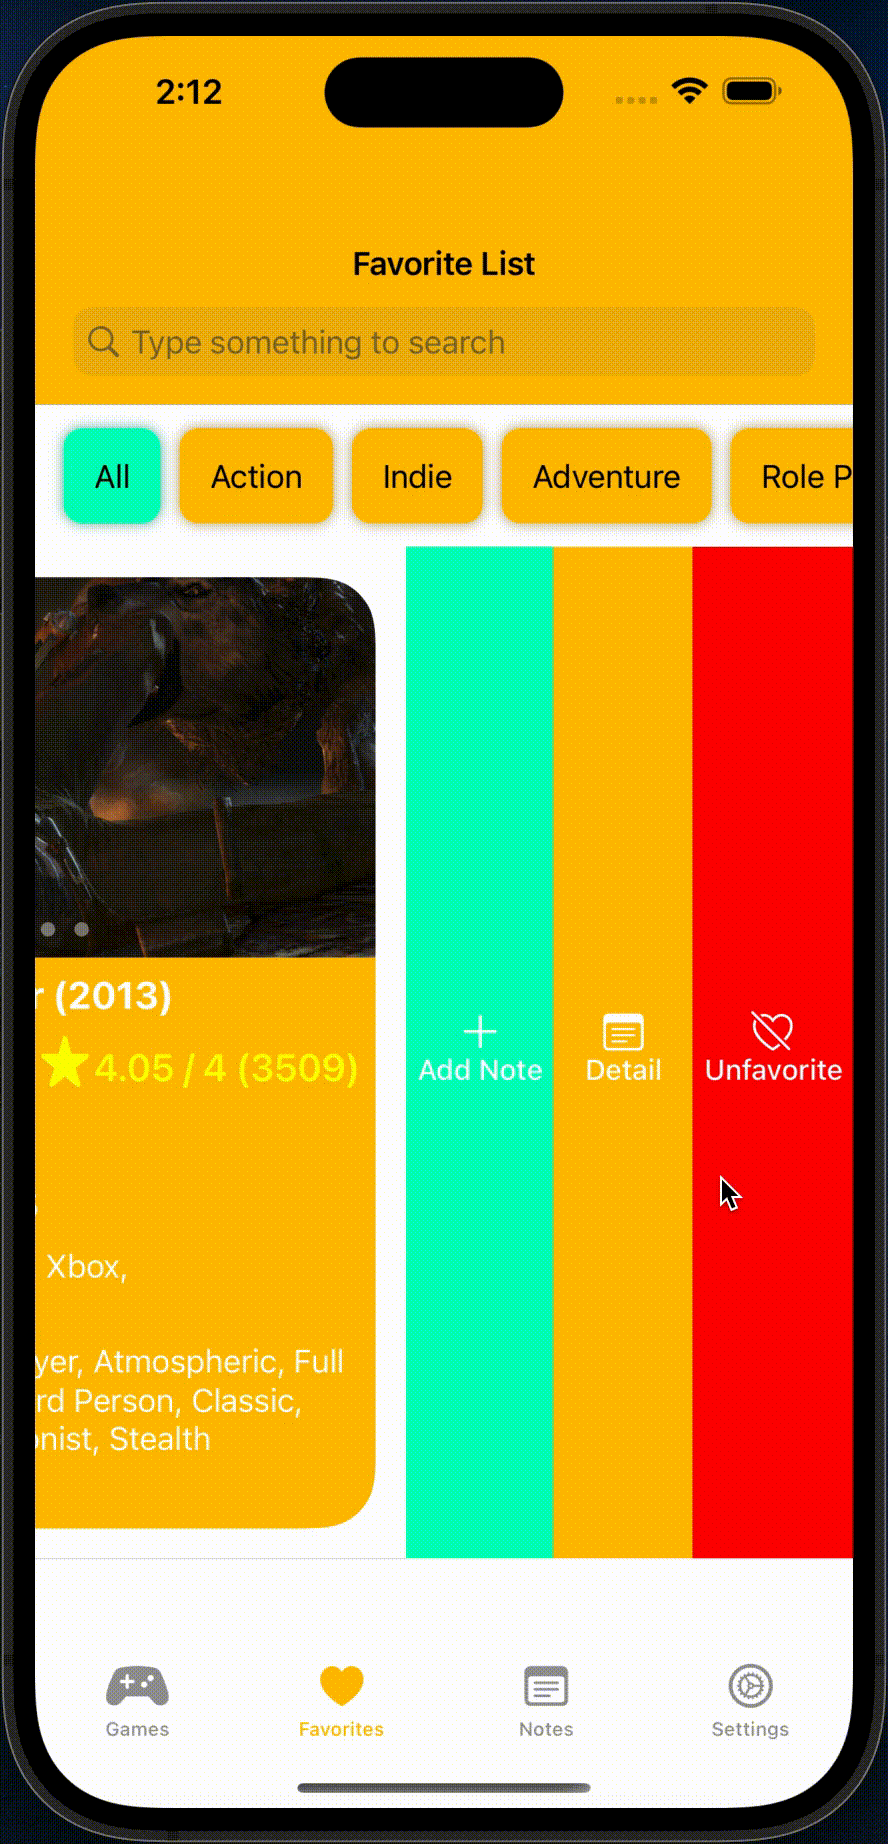 2:12
Favorite List
Type something to search
All Action Indie Adventure Role P
(2013)
4.05 / 4 (3509)
Add Note Detail Unfavorite
Xbox,
yer, Atmospheric, Full
rd Person, Classic,
onist, Stealth
Games Favorites Notes Settings